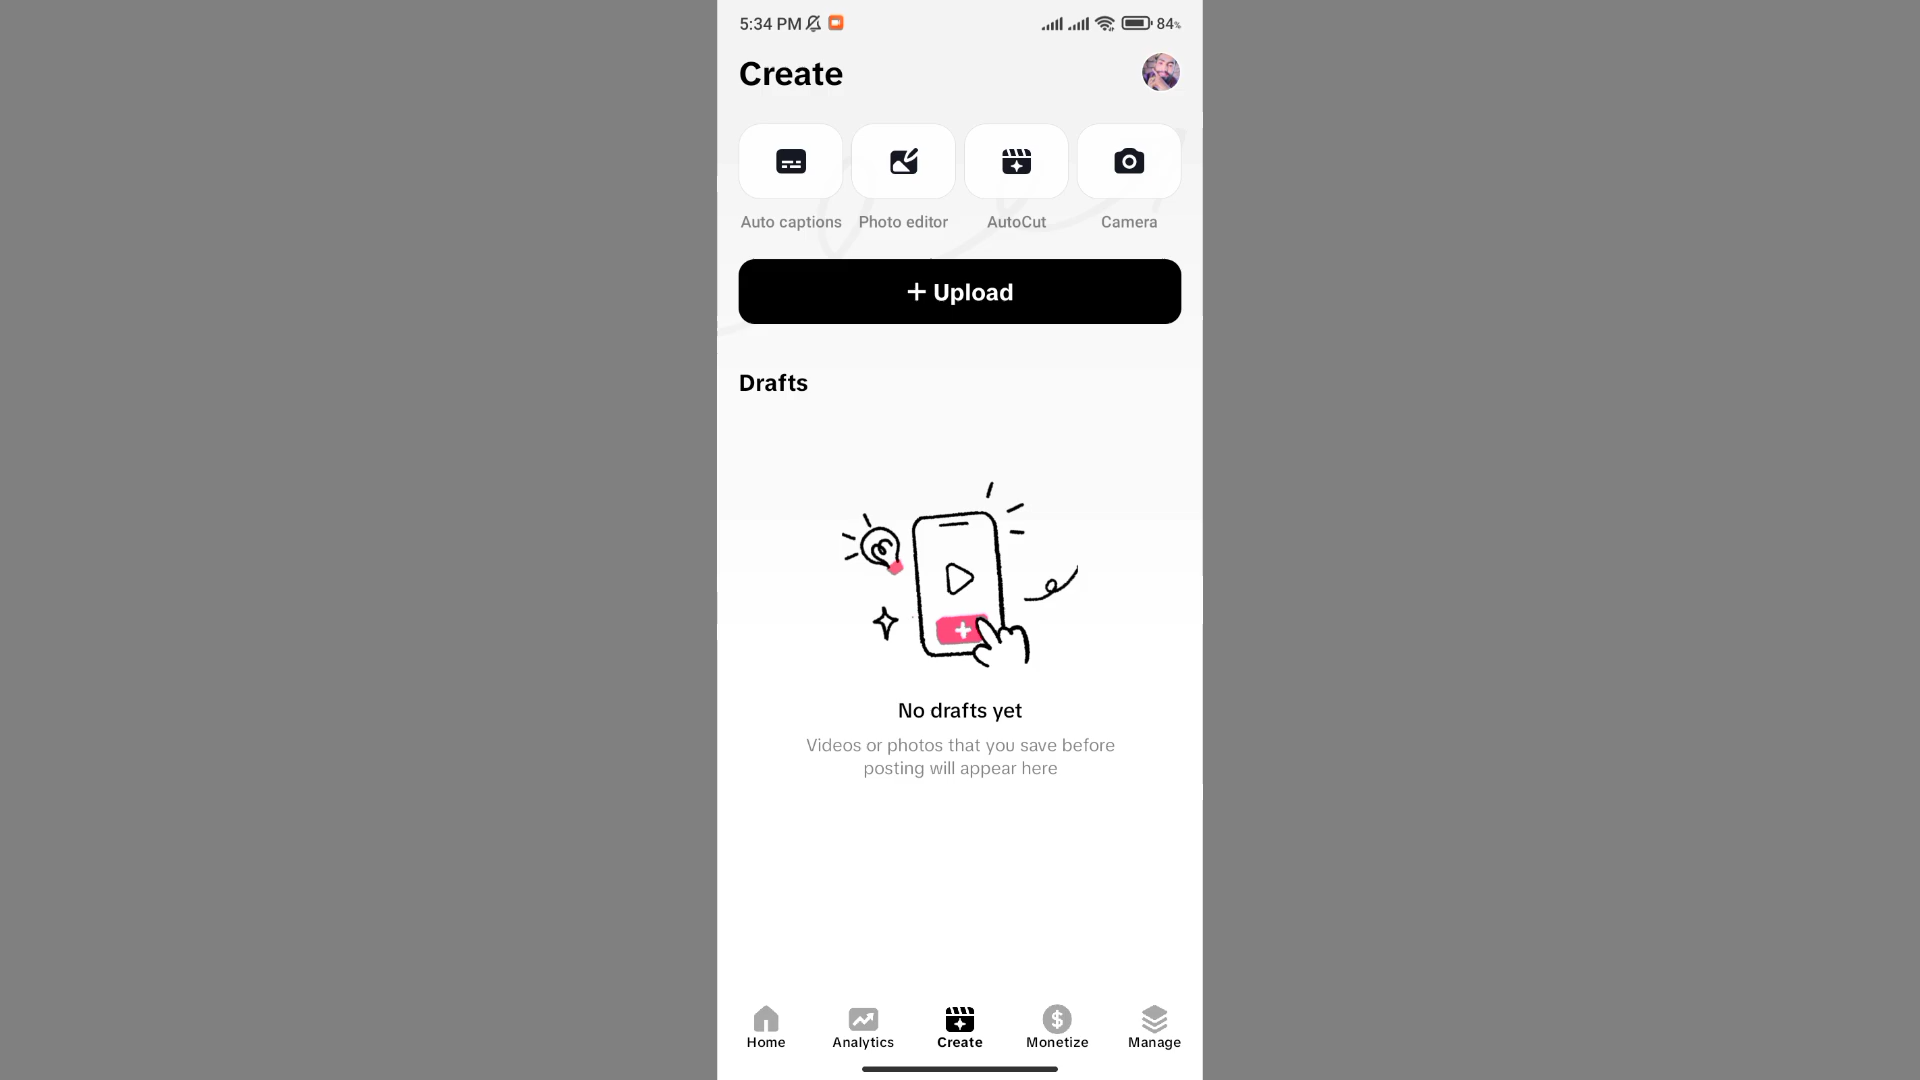 5:34 PM 84%
Create
Auto captions Photo editor AutoCut Camera
+ Upload
Drafts
No drafts yet
Videos or photos that you save before
posting will appear here
Home Analytics Create Monetize Manage